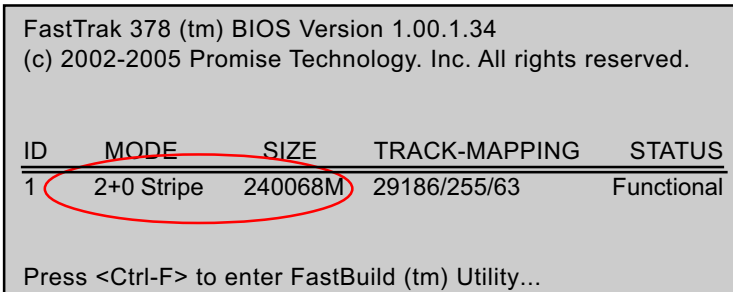 FastTrak 378 (tm) BIOS Version 1.00.1.34
(c) 2002-2005 Promise Technology. Inc. All rights reserved.
ID MODE SIZE TRACK-MAPPING STATUS
1 2+0 Stripe 240068M 29186/255/63 Functional
Press <Ctrl-F> to enter FastBuild (tm) Utility...